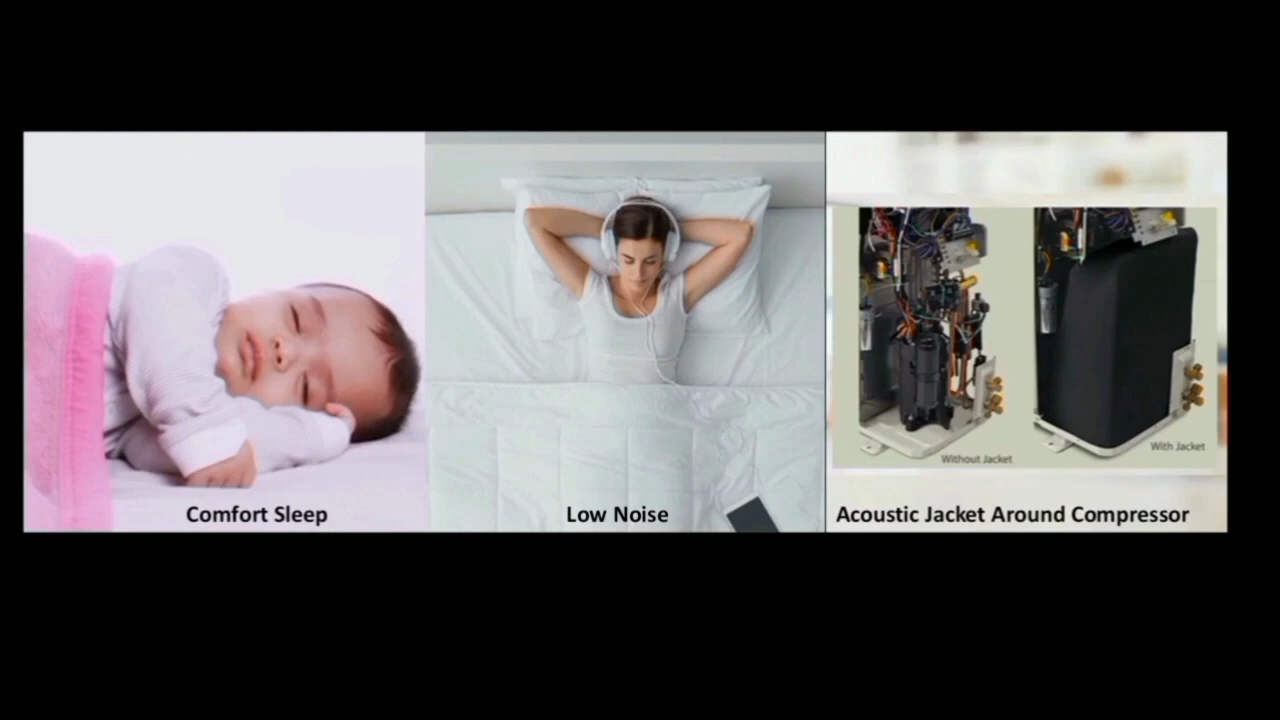 Without Jacket
With Jacket
Comfort Sleep
Low Noise
Acoustic Jacket Around Compressor